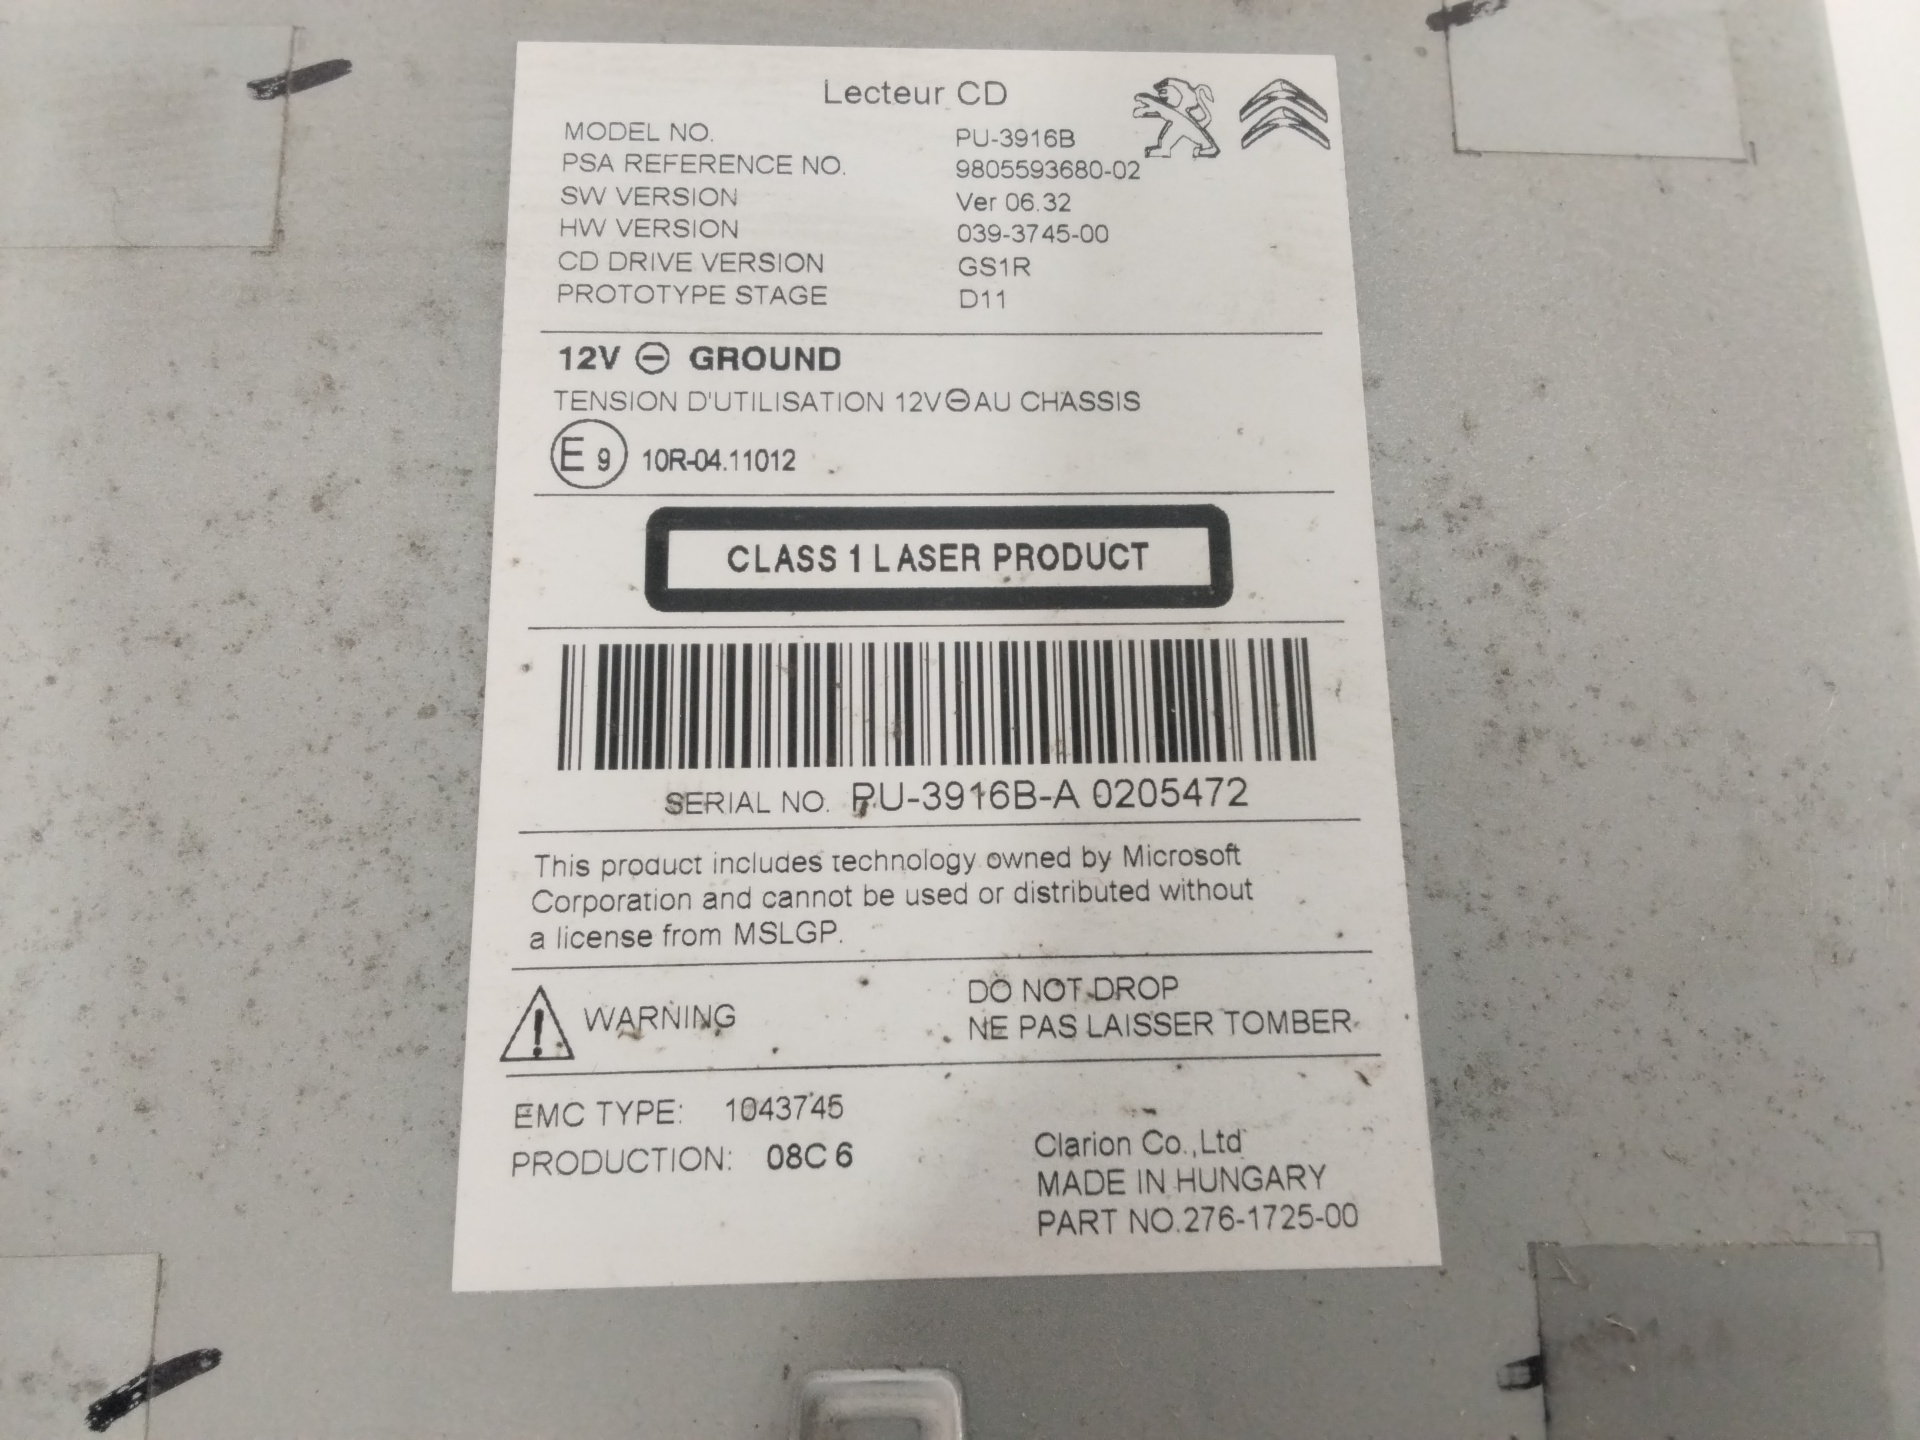 Lecteur CD
MODEL NO. PU-3916B
PSA REFERENCE NO. 9805593680-02
SW VERSION Ver 06.32
HW VERSION 039-3745-00
CD DRIVE VERSION GS1R
PROTOTYPE STAGE D11
12V ⊖ GROUND
TENSION D'UTILISATION 12V⊖AU CHASSIS
E 9 10R-04.11012
CLASS 1 LASER PRODUCT
SERIAL NO. PU-3916B-A 0205472
This product includes technology owned by Microsoft
Corporation and cannot be used or distributed without
a license from MSLGP.
WARNING DO NOT DROP
NE PAS LAISSER TOMBER
EMC TYPE: 1043745
PRODUCTION: 08C 6
Clarion Co.,Ltd
MADE IN HUNGARY
PART NO.276-1725-00